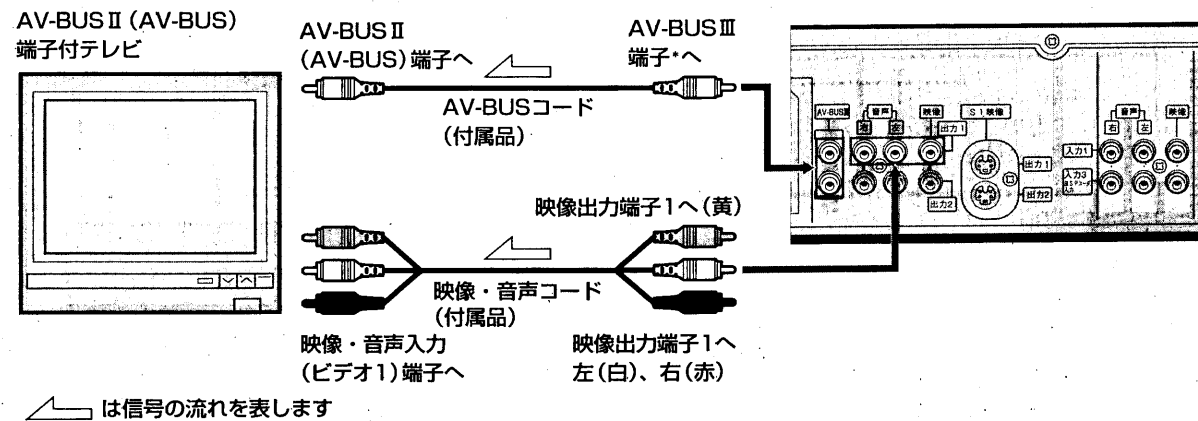 AV-BUSⅡ(AV-BUS)
端子付テレビ
AV-BUSⅡ
(AV-BUS)端子へ
AV-BUSⅢ
端子*へ
AV-BUSコード
(付属品)
映像出力端子1へ(黄)
映像・音声コード
(付属品)
映像・音声入力
(ビデオ1)端子へ
映像出力端子1へ
左(白)、右(赤)
は信号の流れを表します
AV-BUSⅢ
音声
右
左
映像
出力1
出力2
S1映像
出力1
出力2
音声
右
左
映像
入力1
入力3